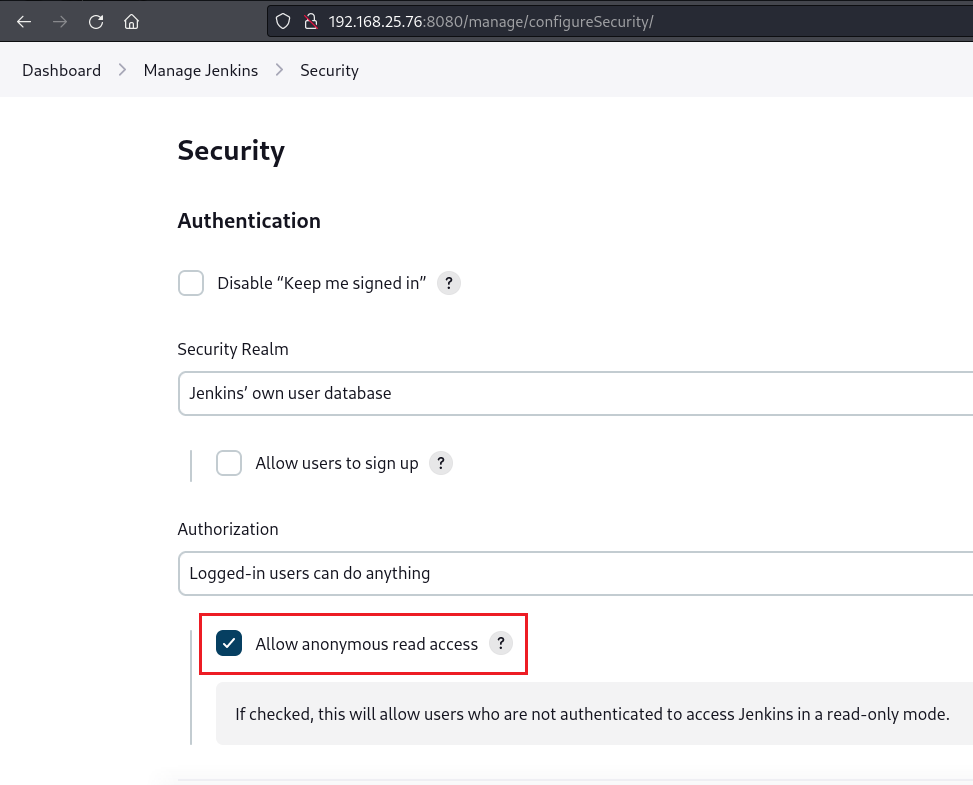 192.168.25.76:8080/manage/configureSecurity/
Dashboard > Manage Jenkins > Security
Security
Authentication
Disable “Keep me signed in” ?
Security Realm
Jenkins’ own user database
Allow users to sign up ?
Authorization
Logged-in users can do anything
Allow anonymous read access ?
If checked, this will allow users who are not authenticated to access Jenkins in a read-only mode.